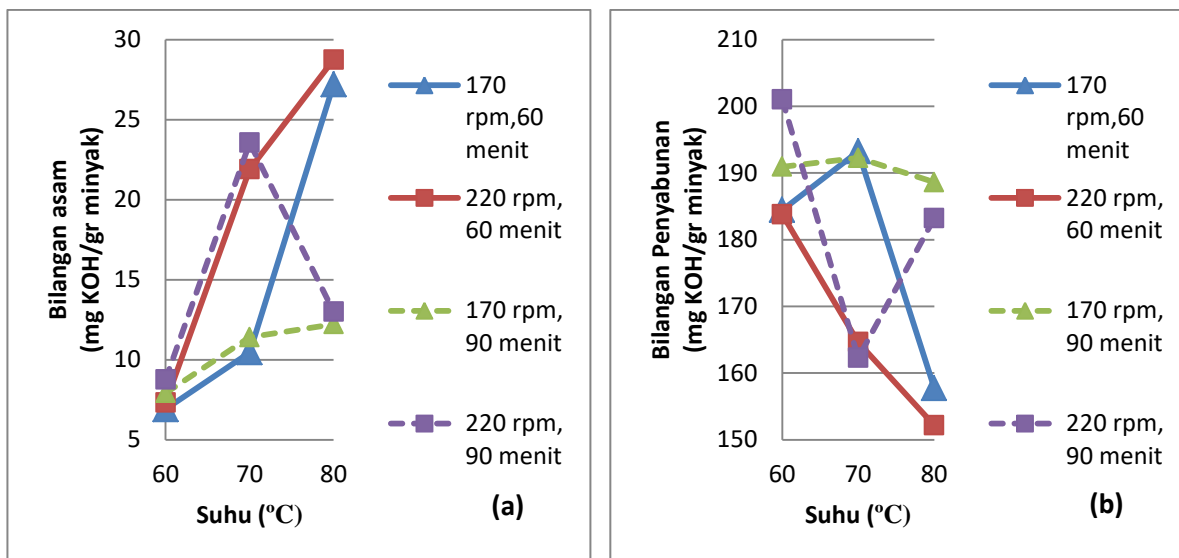 30
25
20
15
10
5
60 70 80
Bilangan asam
(mg KOH/gr minyak)
Suhu (ºC)
170
rpm,60
menit
220 rpm,
60 menit
170 rpm,
90 menit
220 rpm,
90 menit
(a)
210
200
190
180
170
160
150
60 70 80
Bilangan Penyabunan
(mg KOH/gr minyak)
Suhu (ºC)
170
rpm,60
menit
220 rpm,
60 menit
170 rpm,
90 menit
220 rpm,
90 menit
(b)